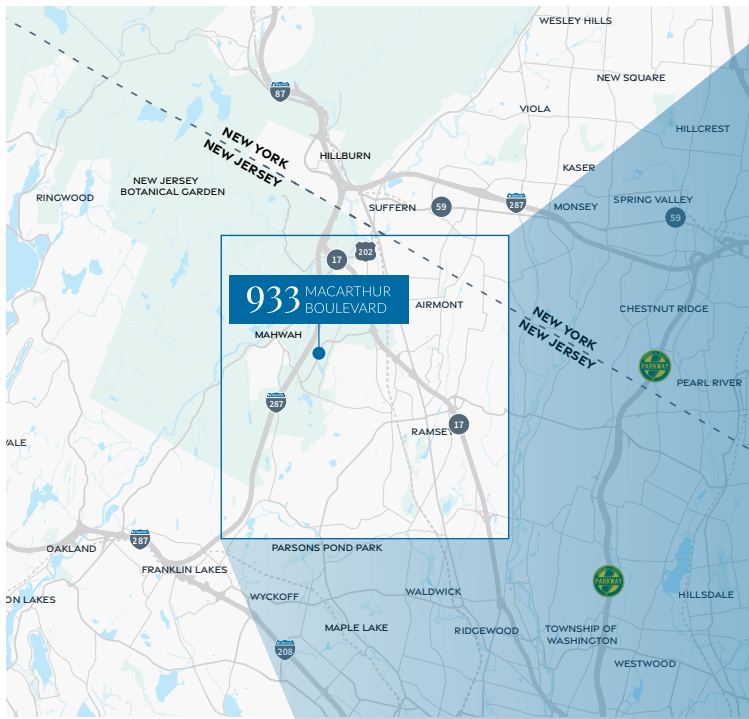 WESLEY HILLS
NEW SQUARE
87
VIOLA
HILLCREST
NEW YORK
NEW JERSEY
HILLBURN
KASER
NEW JERSEY
BOTANICAL GARDEN
RINGWOOD
SUFFERN
59
287
MONSEY
SPRING VALLEY
59
17
202
933 MACARTHUR
BOULEVARD
AIRMONT
CHESTNUT RIDGE
NEW YORK
NEW JERSEY
MAHWAH
PARKWAY
PEARL RIVER
287
RAMSEY
17
VALE
287
OAKLAND
PARSONS POND PARK
FRANKLIN LAKES
PARKWAY
ON LAKES
WYCKOFF
WALDWICK
HILLSDALE
MAPLE LAKE
RIDGEWOOD
TOWNSHIP OF
WASHINGTON
208
WESTWOOD